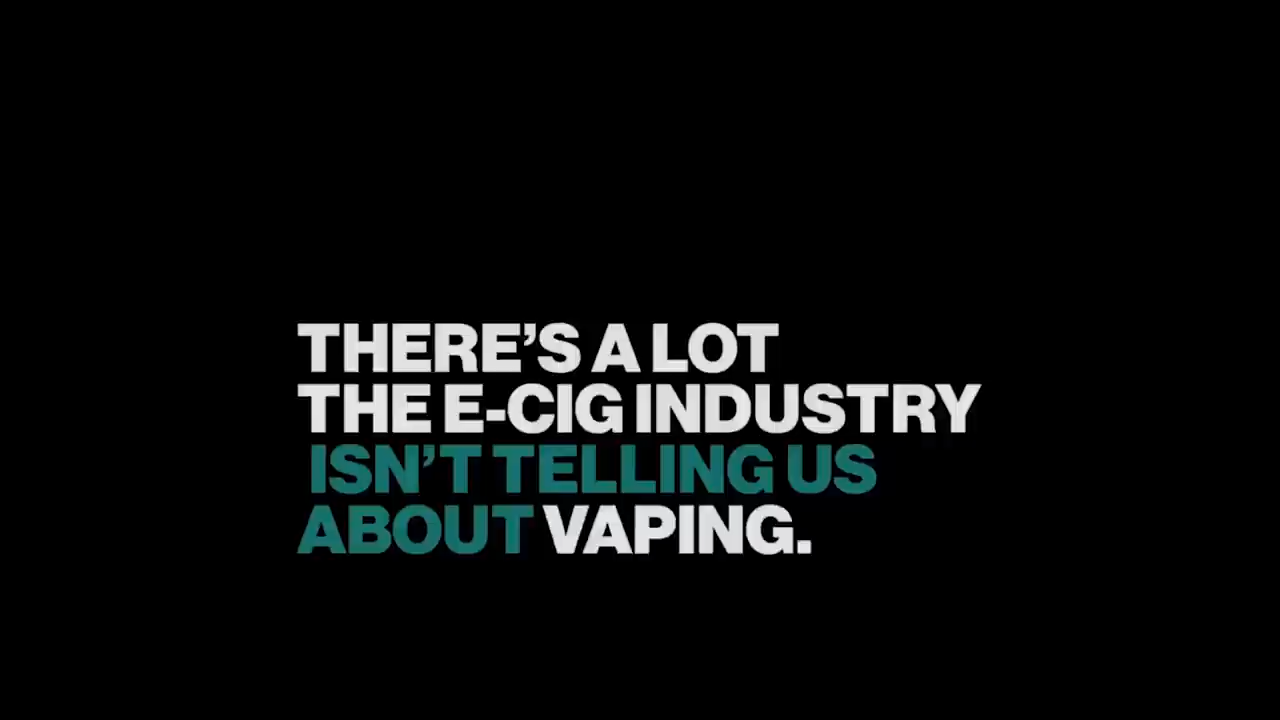 THERE'S A LOT
THE E-CIG INDUSTRY
ISN'T TELLING US
ABOUT VAPING.